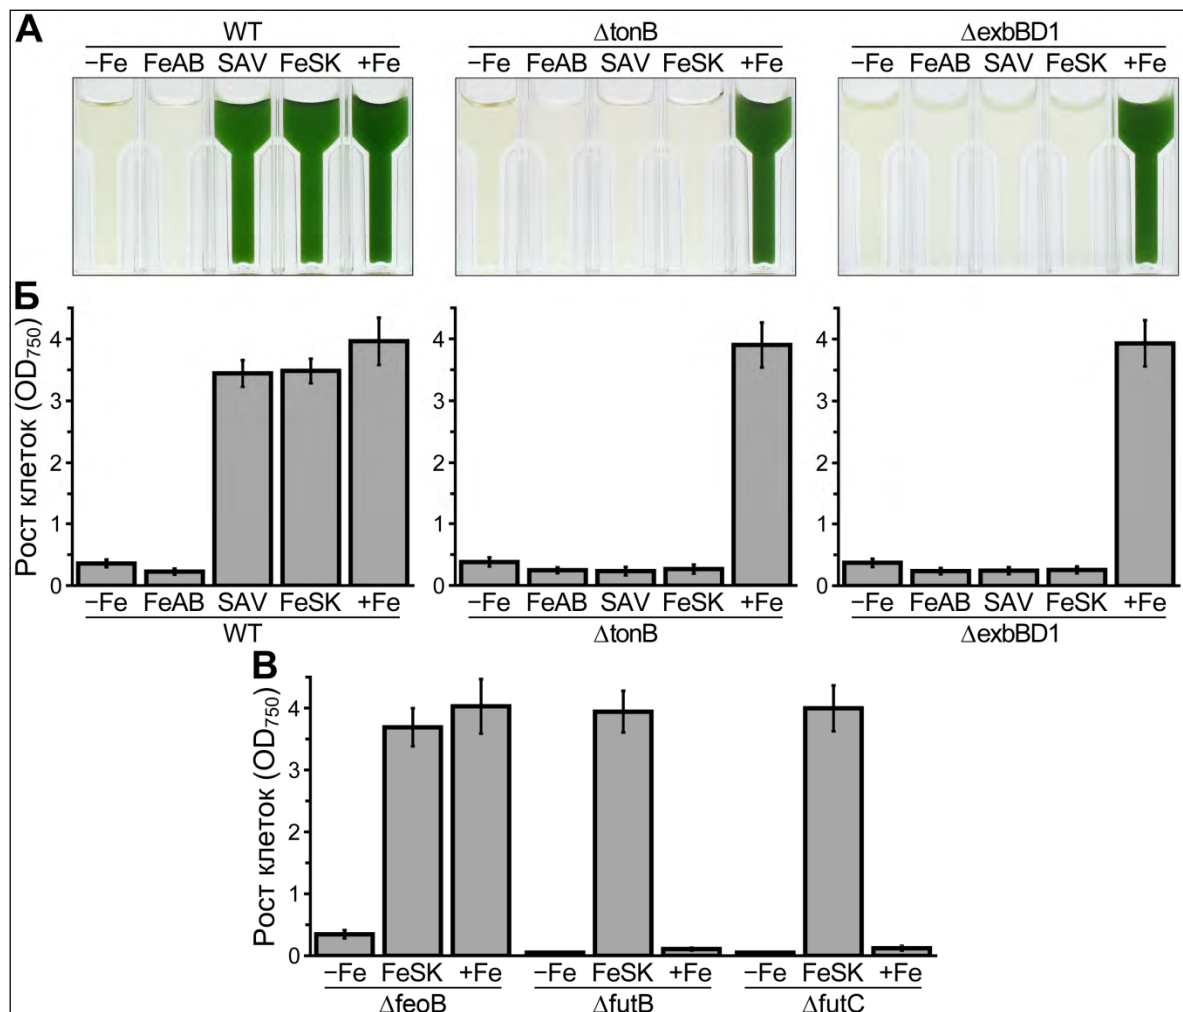 А
WT ΔtonB ΔexbBD1
–Fe FeAB SAV FeSK +Fe –Fe FeAB SAV FeSK +Fe –Fe FeAB SAV FeSK +Fe
Б
Рост клеток (OD750)
4 4 4
3 3 3
2 2 2
1 1 1
0 0 0
–Fe FeAB SAV FeSK +Fe –Fe FeAB SAV FeSK +Fe –Fe FeAB SAV FeSK +Fe
WT ΔtonB ΔexbBD1
В
Рост клеток (OD750)
4
3
2
1
0
–Fe FeSK +Fe –Fe FeSK +Fe –Fe FeSK +Fe
ΔfeoB ΔfutB ΔfutC